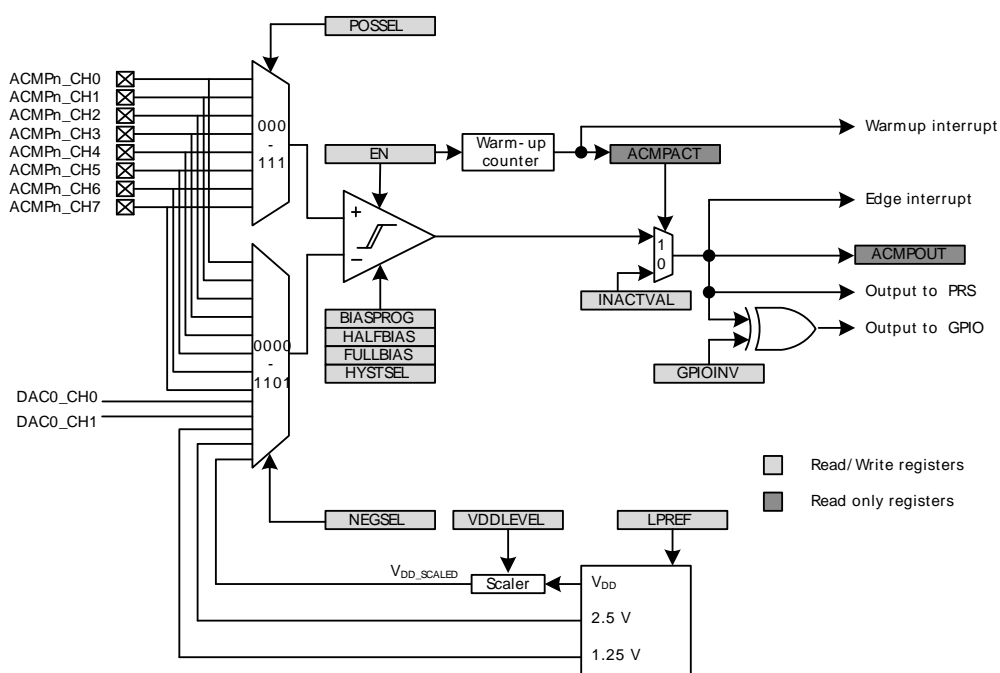 POSSEL
ACMPn_CH0
ACMPn_CH1
ACMPn_CH2
ACMPn_CH3
ACMPn_CH4
ACMPn_CH5
ACMPn_CH6
ACMPn_CH7
000
-
111
EN
Warm-up
counter
ACMPACT
Warmup interrupt
+
−
Edge interrupt
1
0
ACMPOUT
INACTVAL
Output to PRS
Output to GPIO
GPIOINV
BIASPROG
HALFBIAS
FULLBIAS
HYSTSEL
0000
-
1101
DAC0_CH0
DAC0_CH1
Read/Write registers
Read only registers
NEGSEL
VDDLEVEL
LPREF
VDD_SCALED
Scaler
VDD
2.5 V
1.25 V